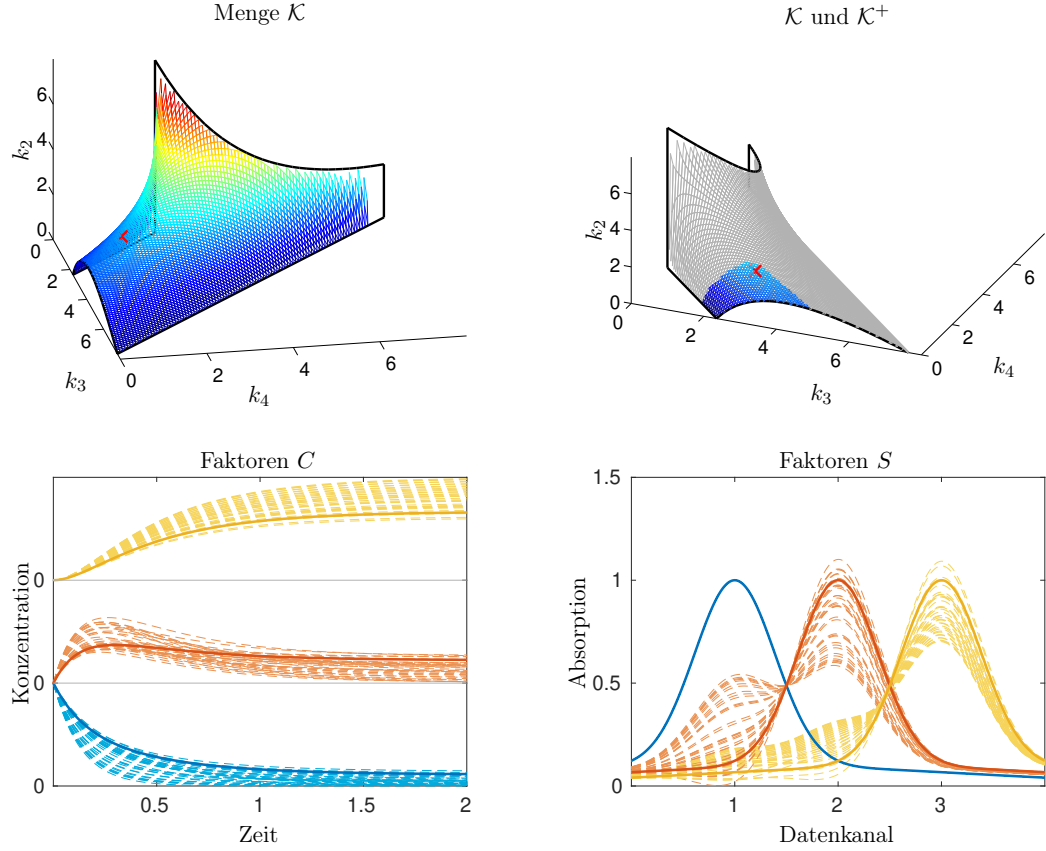 Menge 𝒦
𝒦 und 𝒦⁺
k₂
6
4
2
0
0
2
4
6
k₃
0
2
4
6
k₄
k₂
6
4
2
0
0
2
4
6
k₃
0
2
4
6
k₄
Faktoren C
Konzentration
0
0
0
0.5
1
1.5
2
Zeit
Faktoren S
Absorption
1.5
1
0.5
0
1
2
3
Datenkanal